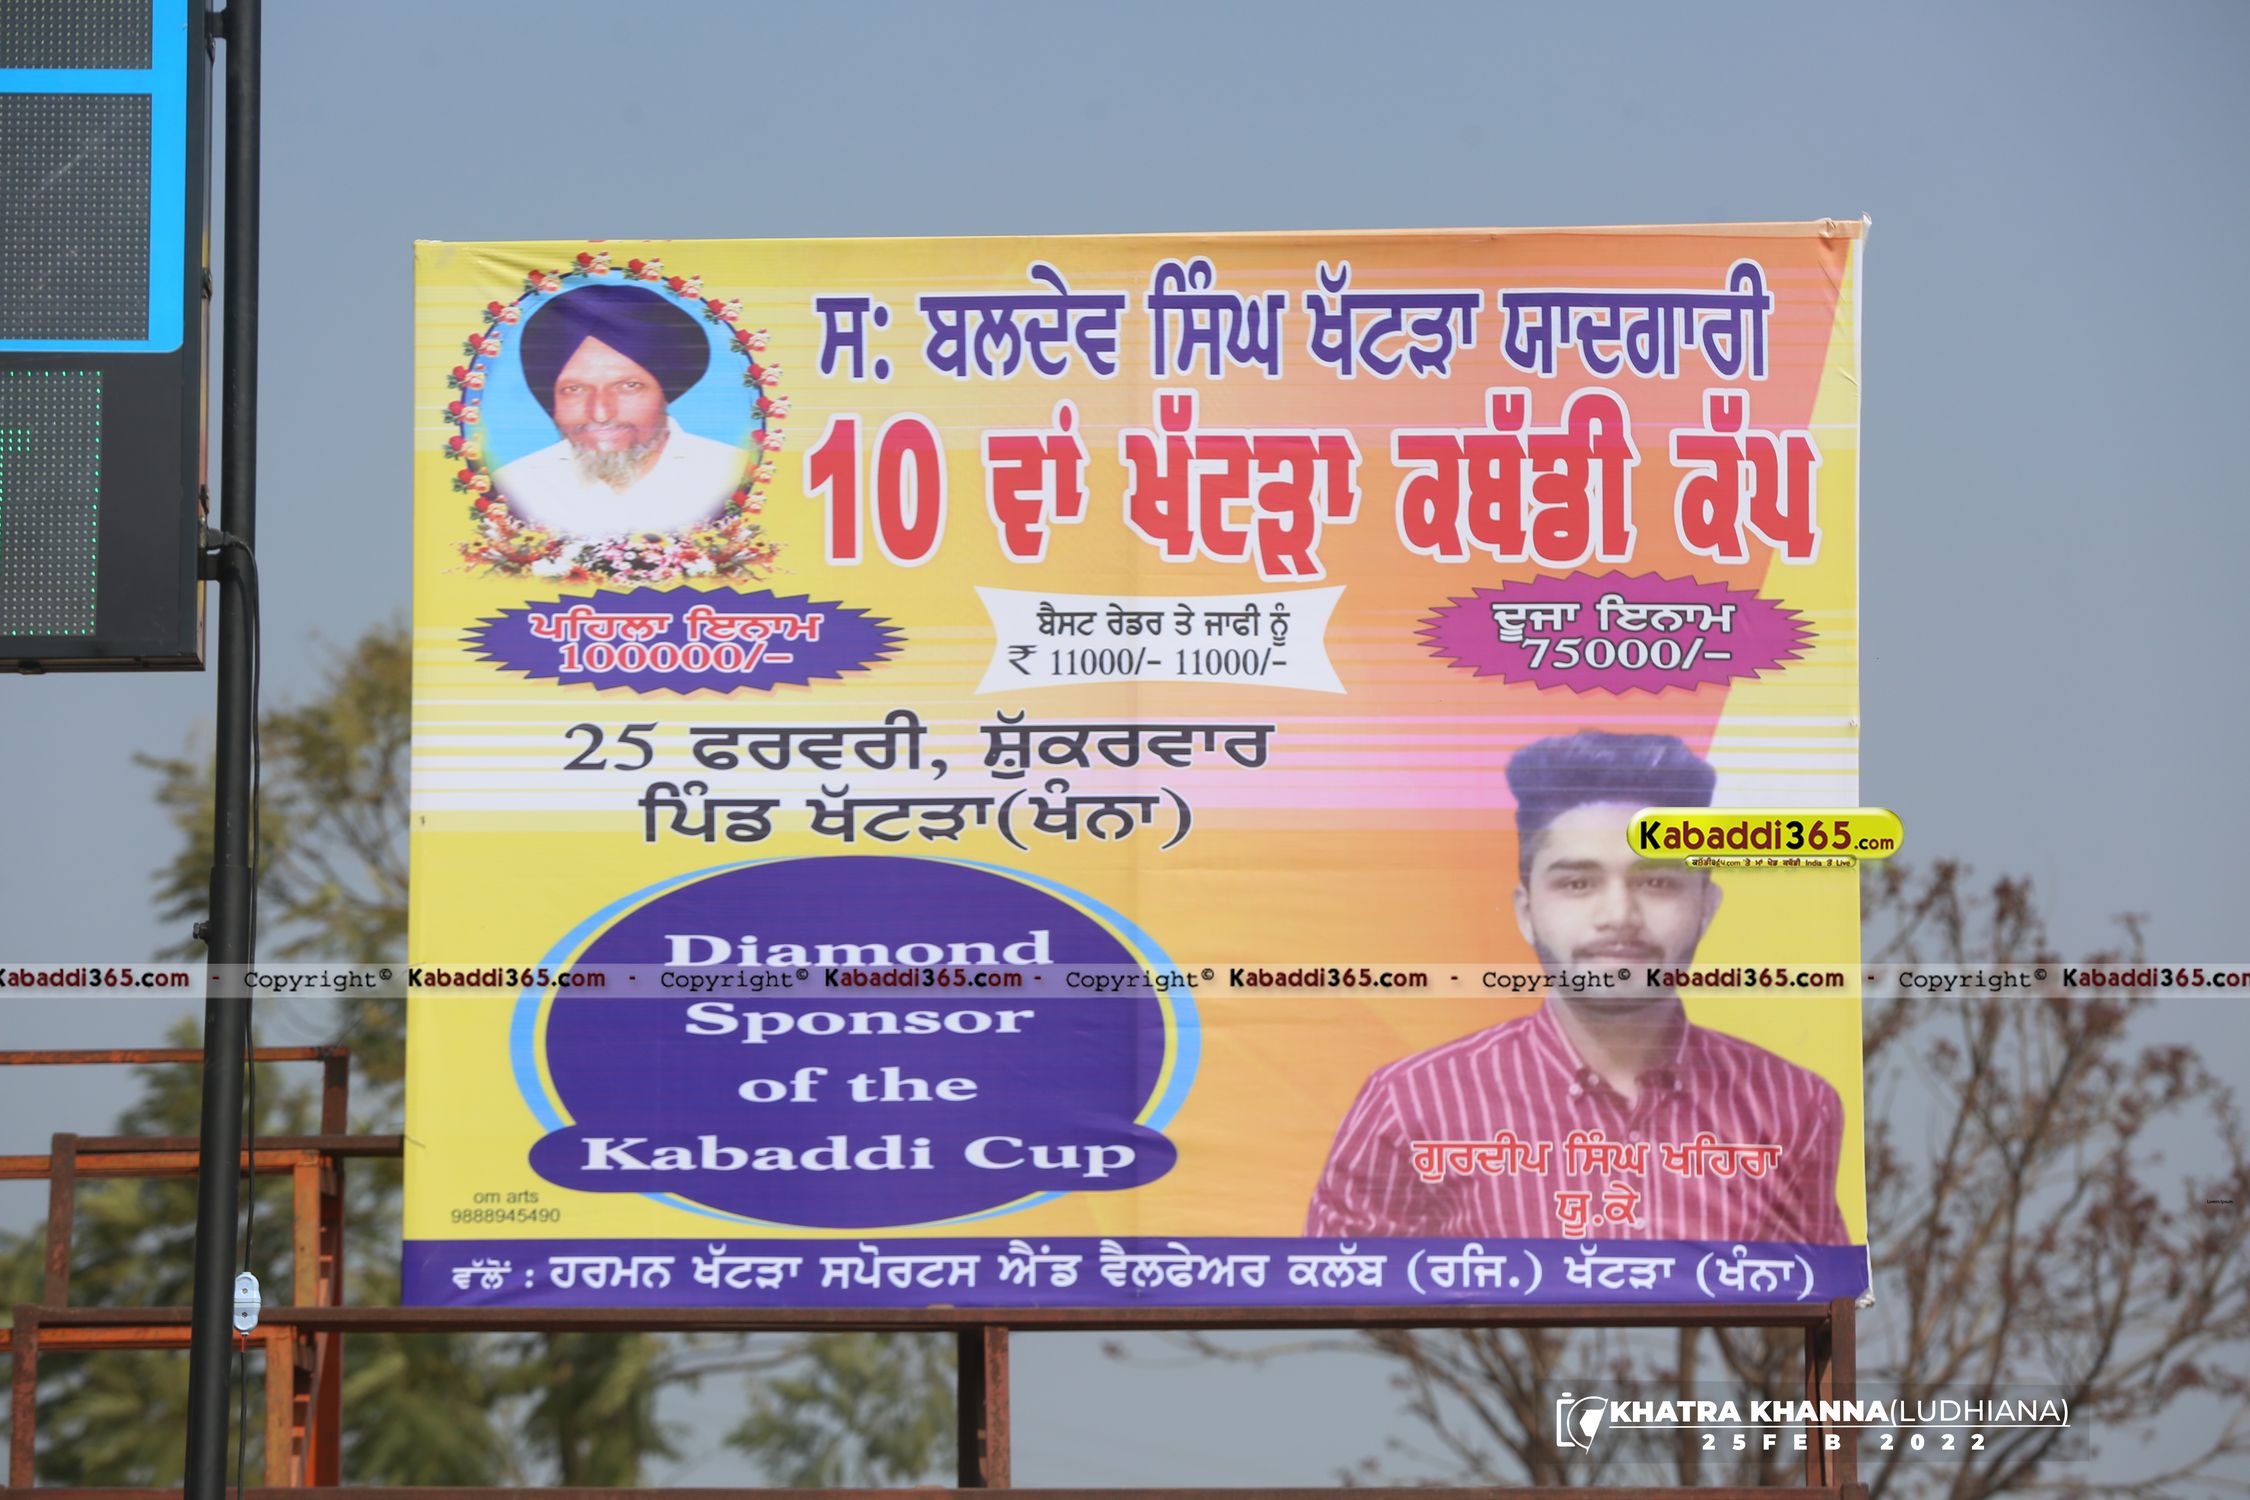 ਸ: ਬਲਦੇਵ ਸਿੰਘ ਖੱਟੜਾ ਯਾਦਗਾਰੀ
10 ਵਾਂ ਖੱਟੜਾ ਕਬੱਡੀ ਕੱਪ
ਪਹਿਲਾ ਇਨਾਮ
100000/-
ਬੈਸਟ ਰੇਡਰ ਤੇ ਜਾਫੀ ਨੂੰ
₹ 11000/- 11000/-
ਦੂਜਾ ਇਨਾਮ
75000/-
25 ਫਰਵਰੀ, ਸ਼ੁੱਕਰਵਾਰ
ਪਿੰਡ ਖੱਟੜਾ(ਖੰਨਾ)
Kabaddi365.com
Diamond
Kabaddi365.com - Copyright© Kabaddi365.com - Copyright© Kabaddi365.com - Copyright© Kabaddi365.com - Copyright© Kabaddi365.com - Copyright© Kabaddi365.com
Sponsor
of the
Kabaddi Cup
ਗੁਰਦੀਪ ਸਿੰਘ ਖਹਿਰਾ
ਯੂ.ਕੇ
om arts
9888945490
ਵੱਲੋਂ : ਹਰਮਨ ਖੱਟੜਾ ਸਪੋਰਟਸ ਐਂਡ ਵੈਲਫੇਅਰ ਕਲੱਬ (ਰਜਿ.) ਖੱਟੜਾ (ਖੰਨਾ)
KHATRA KHANNA(LUDHIANA)
25FEB 2022